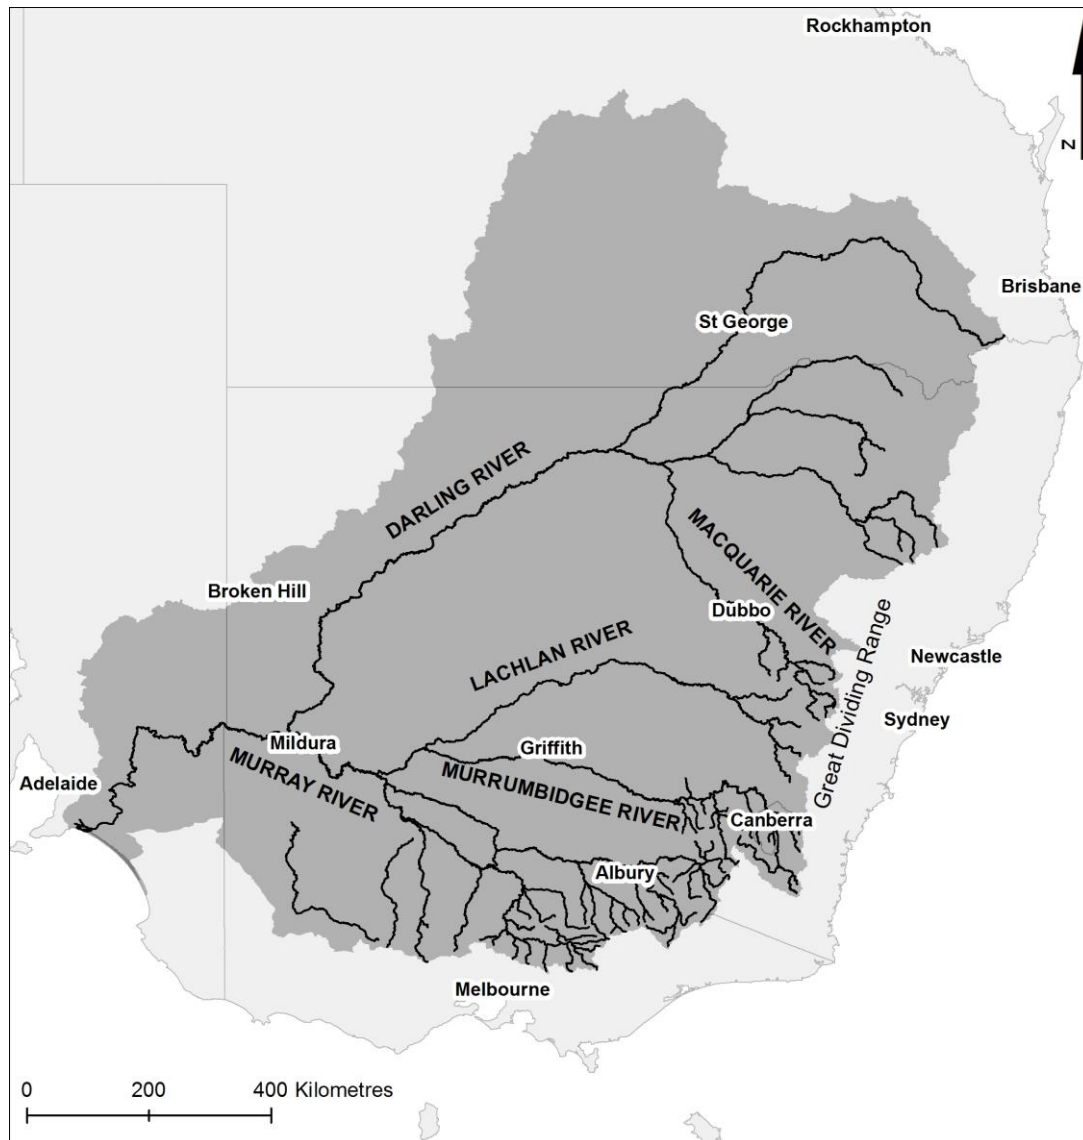 Rockhampton
N
Brisbane
St George
DARLING RIVER
MACQUARIE RIVER
Broken Hill
Dubbo
LACHLAN RIVER
Great Dividing Range
Newcastle
Sydney
Mildura
Griffith
Adelaide
MURRAY RIVER
MURRUMBIDGEE RIVER
Canberra
Albury
Melbourne
0 200 400 Kilometres